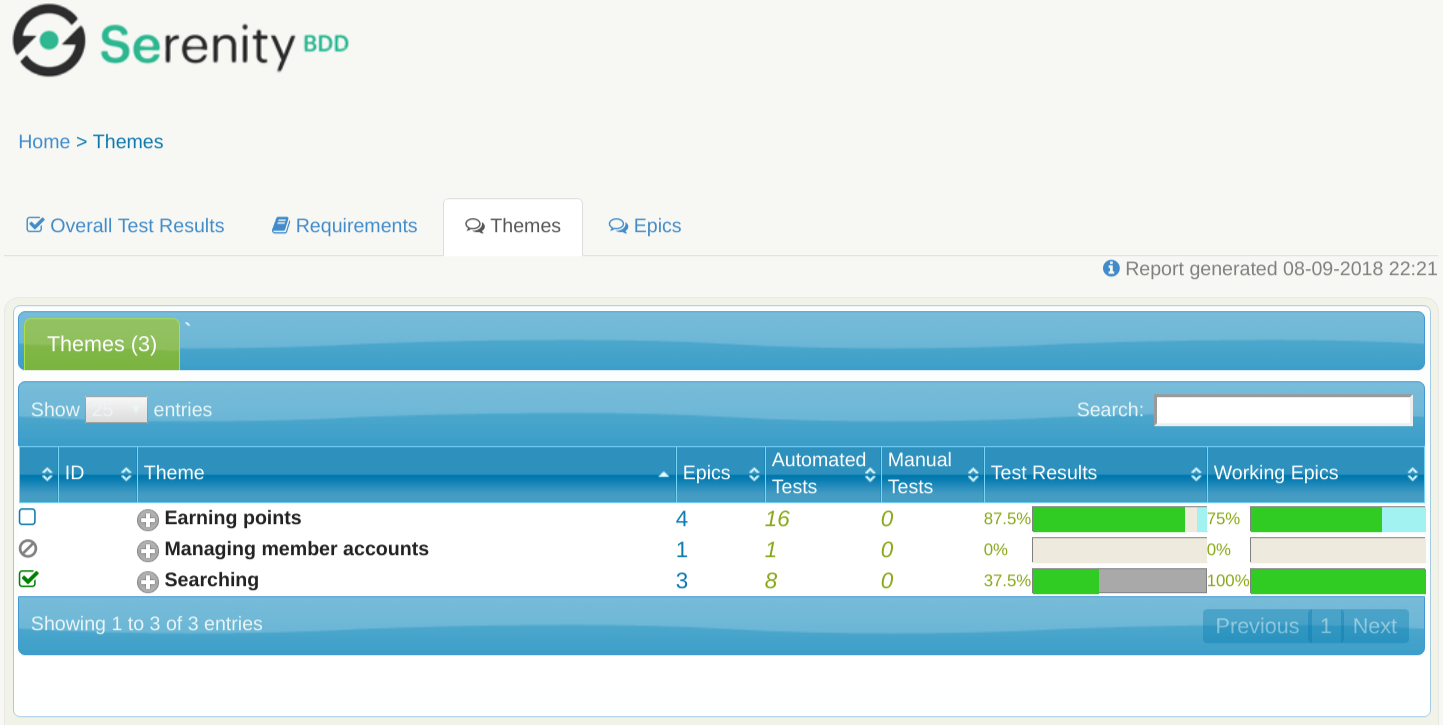 Serenity BDD
Home > Themes
Overall Test Results Requirements Themes Epics
Report generated 08-09-2018 22:21
Themes (3) `
Show 25 entries Search:
ID Theme Epics Automated Tests Manual Tests Test Results Working Epics
Earning points 4 16 0 87.5% 75%
Managing member accounts 1 1 0 0% 0%
Searching 3 8 0 37.5% 100%
Showing 1 to 3 of 3 entries Previous 1 Next